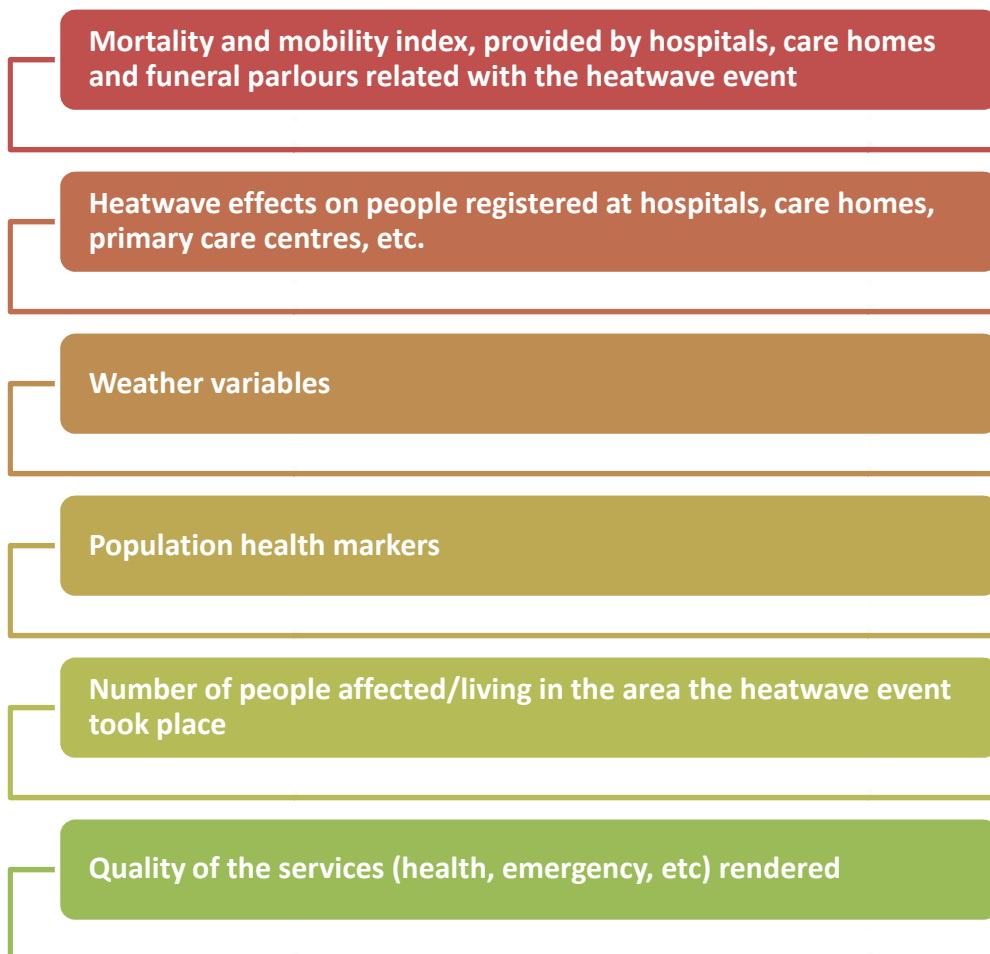 Mortality and mobility index, provided by hospitals, care homes
and funeral parlours related with the heatwave event
Heatwave effects on people registered at hospitals, care homes,
primary care centres, etc.
Weather variables
Population health markers
Number of people affected/living in the area the heatwave event
took place
Quality of the services (health, emergency, etc) rendered